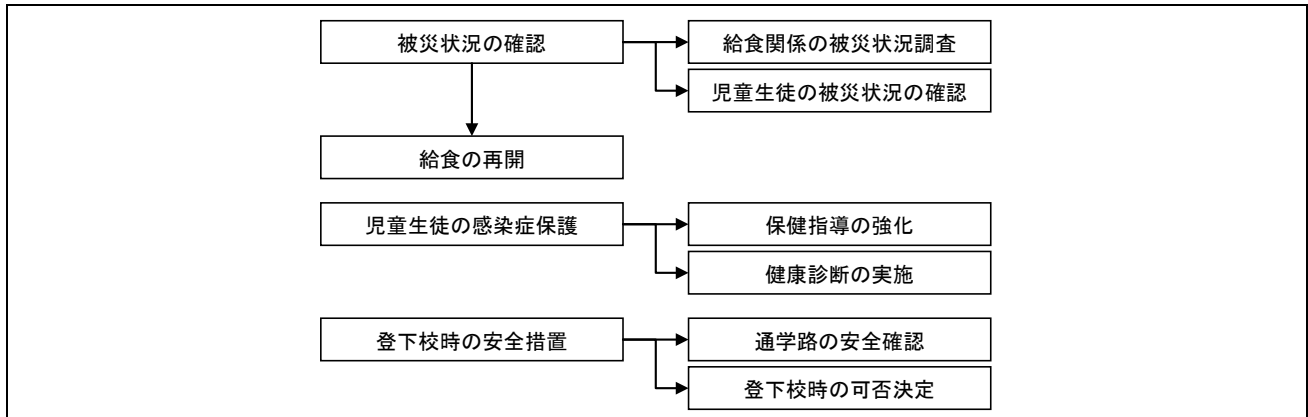 被災状況の確認
給食関係の被災状況調査
児童生徒の被災状況の確認
給食の再開
児童生徒の感染症保護
保健指導の強化
健康診断の実施
登下校時の安全措置
通学路の安全確認
登下校時の可否決定